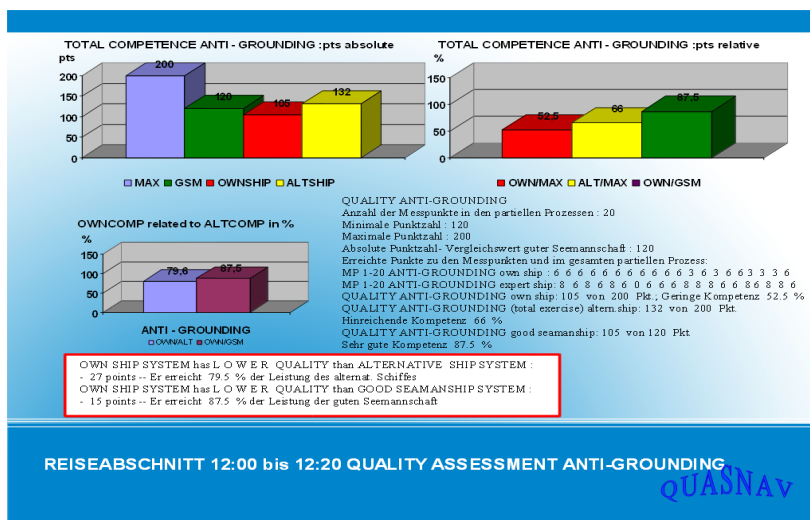 TOTAL COMPETENCE ANTI - GROUNDING :pts absolute
pts
200
150
100
50
0
200
120
105
132
MAX GSM OWNSHIP ALTSHIP
TOTAL COMPETENCE ANTI - GROUNDING :pts relative
%
150
100
50
0
52.5
66
87.5
OWN/MAX ALT/MAX OWN/GSM
OWNCOMP related to ALTCOMP in %
%
150
100
50
0
79,6
87,5
ANTI - GROUNDING
OWN/ALT OWN/GSM
QUALITY ANTI-GROUNDING
Anzahl der Messpunkte in den partiellen Prozessen : 20
Minimale Punktzahl : 120
Maximale Punktzahl : 200
Absolute Punktzahl- Vergleichswert guter Seemannschaft : 120
Erreichte Punkte zu den Messpunkten und im gesamten partiellen Prozess:
MP 1-20 ANTI-GROUNDING own ship : 6 6 6 6 6 6 6 6 6 6 3 6 3 6 6 3 3 3 6
MP 1-20 ANTI-GROUNDING expert ship: 8 6 8 6 8 6 0 6 6 6 8 8 8 6 6 8 6 8 8 6
QUALITY ANTI-GROUNDING own ship: 105 von 200 Pkt.; Geringe Kompetenz 52.5 %
QUALITY ANTI-GROUNDING (total exercise) altern.ship: 132 von 200 Pkt.
Hinreichende Kompetenz 66 %
QUALITY ANTI-GROUNDING good seamanship: 105 von 120 Pkt.
Sehr gute Kompetenz 87.5 %
OWN SHIP SYSTEM has L O W E R QUALITY than ALTERNATIVE SHIP SYSTEM :
- 27 points -- Er erreicht 79.5 % der Leistung des alternat. Schiffes
OWN SHIP SYSTEM has L O W E R QUALITY than GOOD SEAMANSHIP SYSTEM :
- 15 points -- Er erreicht 87.5 % der Leistung der guten Seemannschaft
REISEABSCHNITT 12:00 bis 12:20 QUALITY ASSESSMENT ANTI-GROUNDING
QUASNAV